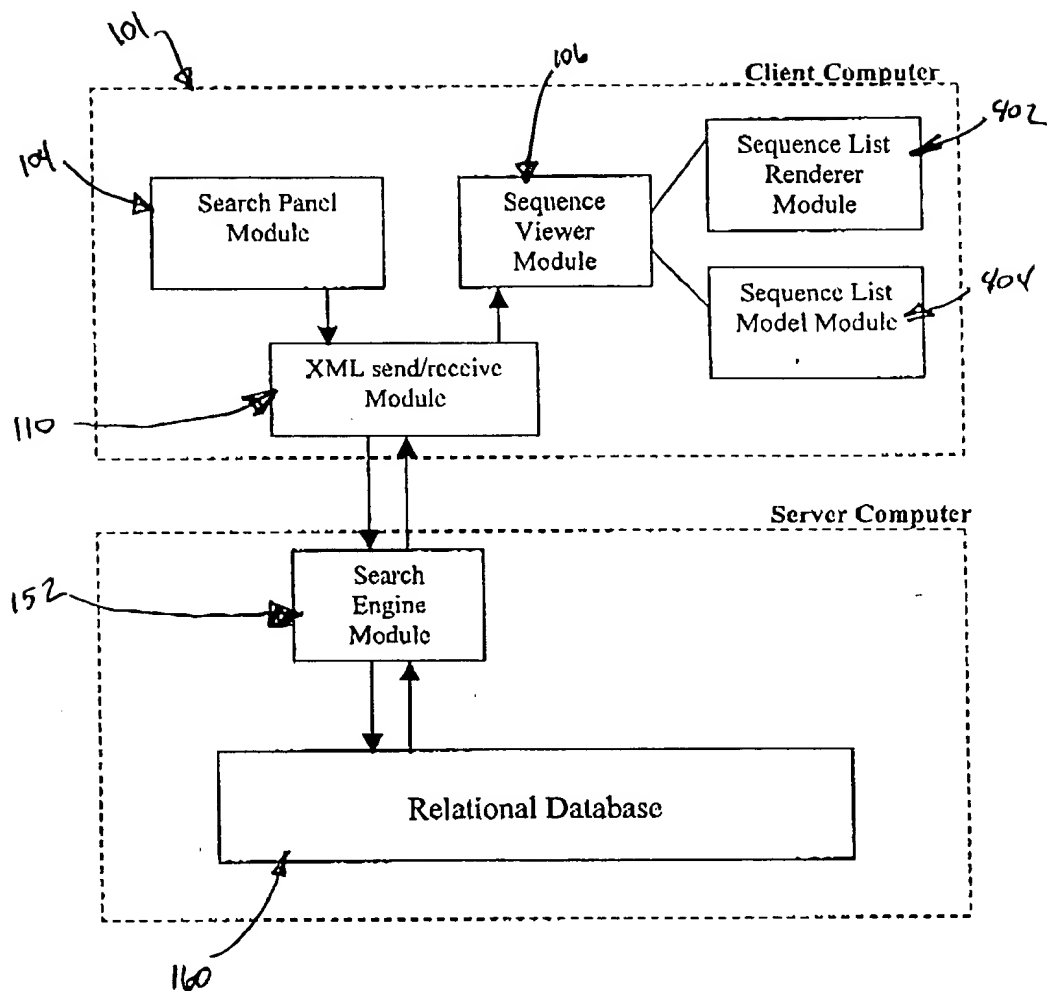 101
106
Client Computer
402
104
Search Panel
Module
Sequence
Viewer
Module
Sequence List
Renderer
Module
404
Sequence List
Model Module
XML send/receive
Module
110
Server Computer
152
Search
Engine
Module
Relational Database
160